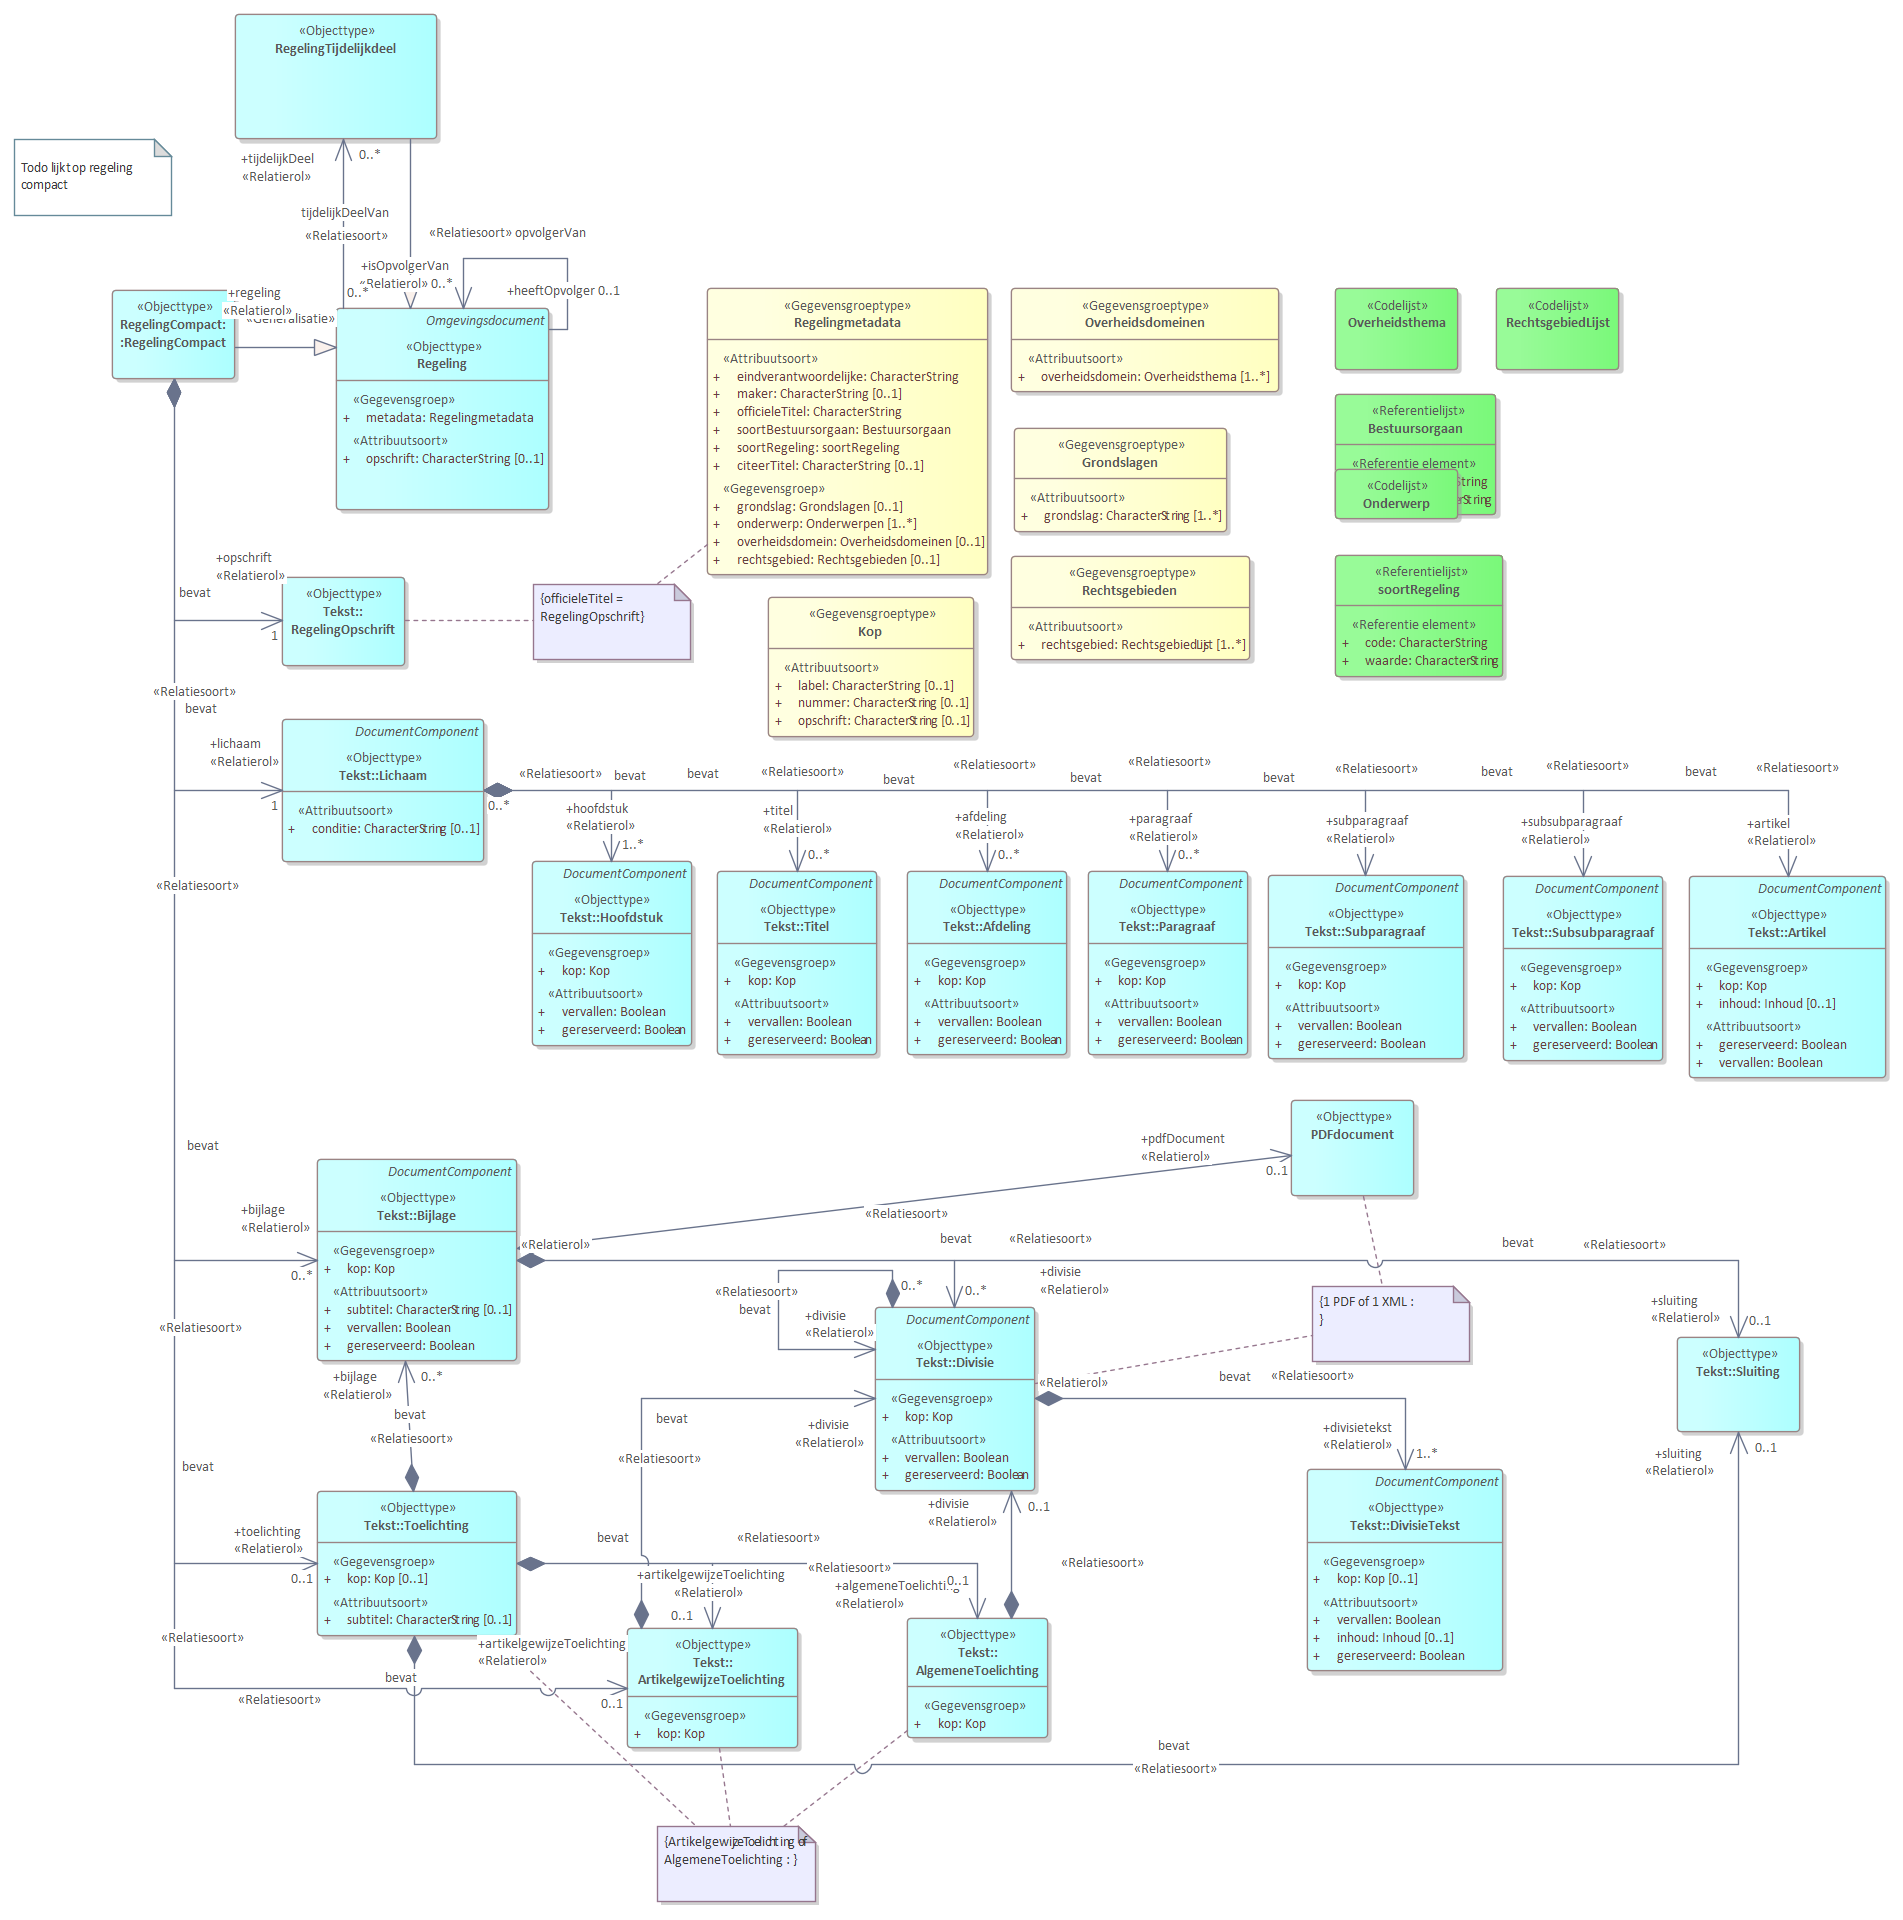 «Objecttype»
RegelingTijdelijkdeel
Todo lijkt op regeling
compact
+tijdelijkDeel
«Relatierol»
0..*
tijdelijkDeelVan
«Relatiesoort»
«Relatiesoort» opvolgerVan
+isOpvolgerVan
«Relatierol» 0..*
0..*
+heeftOpvolger 0..1
«Objecttype»
RegelingCompact:
:RegelingCompact
+regeling
«Relatierol»
«Generalisatie»
Omgevingsdocument
«Objecttype»
Regeling
«Gegevensgroep»
+ metadata: Regelingmetadata
«Attribuutsoort»
+ opschrift: CharacterString [0..1]
«Gegevensgroeptype»
Regelingmetadata
«Attribuutsoort»
+ eindverantwoordelijke: CharacterString
+ maker: CharacterString [0..1]
+ officieleTitel: CharacterString
+ soortBestuursorgaan: Bestuursorgaan
+ soortRegeling: soortRegeling
+ citeerTitel: CharacterString [0..1]
«Gegevensgroep»
+ grondslag: Grondslagen [0..1]
+ onderwerp: Onderwerpen [1..*]
+ overheidsdomein: Overheidsdomeinen [0..1]
+ rechtsgebied: Rechtsgebieden [0..1]
«Gegevensgroeptype»
Overheidsdomeinen
«Attribuutsoort»
+ overheidsdomein: Overheidsthema [1..*]
«Gegevensgroeptype»
Grondslagen
«Attribuutsoort»
+ grondslag: CharacterString [1..*]
«Gegevensgroeptype»
Rechtsgebieden
«Attribuutsoort»
+ rechtsgebied: RechtsgebiedLijst [1..*]
«Codelijst»
Overheidsthema
«Codelijst»
RechtsgebiedLijst
«Referentielijst»
Bestuursorgaan
«Referentie element»
«Codelijst»
Onderwerp
«Referentielijst»
soortRegeling
«Referentie element»
+ code: CharacterString
+ waarde: CharacterString
+opschrift
«Relatierol»
bevat
1
«Objecttype»
Tekst::
RegelingOpschrift
{officieleTitel =
RegelingOpschrift}
«Gegevensgroeptype»
Kop
«Attribuutsoort»
+ label: CharacterString [0..1]
+ nummer: CharacterString [0..1]
+ opschrift: CharacterString [0..1]
«Relatiesoort»
bevat
+lichaam
«Relatierol»
1
DocumentComponent
«Objecttype»
Tekst::Lichaam
«Attribuutsoort»
+ conditie: CharacterString [0..1]
0..*
«Relatiesoort» bevat
bevat «Relatiesoort»
bevat «Relatiesoort»
bevat «Relatiesoort»
bevat «Relatiesoort»
bevat «Relatiesoort»
bevat «Relatiesoort»
+hoofdstuk
«Relatierol»
1..*
+titel
«Relatierol»
0..*
+afdeling
«Relatierol»
0..*
+paragraaf
«Relatierol»
0..*
+subparagraaf
«Relatierol»
+subsubparagraaf
«Relatierol»
+artikel
«Relatierol»
DocumentComponent
«Objecttype»
Tekst::Hoofdstuk
«Gegevensgroep»
+ kop: Kop
«Attribuutsoort»
+ vervallen: Boolean
+ gereserveerd: Boolean
DocumentComponent
«Objecttype»
Tekst::Titel
«Gegevensgroep»
+ kop: Kop
«Attribuutsoort»
+ vervallen: Boolean
+ gereserveerd: Boolean
DocumentComponent
«Objecttype»
Tekst::Afdeling
«Gegevensgroep»
+ kop: Kop
«Attribuutsoort»
+ vervallen: Boolean
+ gereserveerd: Boolean
DocumentComponent
«Objecttype»
Tekst::Paragraaf
«Gegevensgroep»
+ kop: Kop
«Attribuutsoort»
+ vervallen: Boolean
+ gereserveerd: Boolean
DocumentComponent
«Objecttype»
Tekst::Subparagraaf
«Gegevensgroep»
+ kop: Kop
«Attribuutsoort»
+ vervallen: Boolean
+ gereserveerd: Boolean
DocumentComponent
«Objecttype»
Tekst::Subsubparagraaf
«Gegevensgroep»
+ kop: Kop
«Attribuutsoort»
+ vervallen: Boolean
+ gereserveerd: Boolean
DocumentComponent
«Objecttype»
Tekst::Artikel
«Gegevensgroep»
+ kop: Kop
+ inhoud: Inhoud [0..1]
«Attribuutsoort»
+ gereserveerd: Boolean
+ vervallen: Boolean
«Relatiesoort»
bevat
+bijlage
«Relatierol»
0..*
DocumentComponent
«Objecttype»
Tekst::Bijlage
«Gegevensgroep»
+ kop: Kop
«Attribuutsoort»
+ subtitel: CharacterString [0..1]
+ vervallen: Boolean
+ gereserveerd: Boolean
«Relatierol»
«Relatiesoort»
+pdfDocument
«Relatierol»
0..1
«Objecttype»
PDFdocument
bevat «Relatiesoort»
bevat «Relatiesoort»
+divisie
«Relatierol»
0..*
0..*
«Relatiesoort»
bevat
+divisie
«Relatierol»
DocumentComponent
«Objecttype»
Tekst::Divisie
«Gegevensgroep»
+ kop: Kop
«Attribuutsoort»
+ vervallen: Boolean
+ gereserveerd: Boolean
{1 PDF of 1 XML :
}
+sluiting
«Relatierol»
0..1
«Objecttype»
Tekst::Sluiting
+sluiting
«Relatierol»
0..1
«Relatierol»
bevat «Relatiesoort»
+divisietekst
«Relatierol»
1..*
DocumentComponent
«Objecttype»
Tekst::DivisieTekst
«Gegevensgroep»
+ kop: Kop [0..1]
«Attribuutsoort»
+ vervallen: Boolean
+ inhoud: Inhoud [0..1]
+ gereserveerd: Boolean
«Relatiesoort»
+bijlage
«Relatierol»
0..*
bevat
«Relatiesoort»
bevat
+toelichting
«Relatierol»
0..1
«Objecttype»
Tekst::Toelichting
«Gegevensgroep»
+ kop: Kop [0..1]
«Attribuutsoort»
+ subtitel: CharacterString [0..1]
bevat
«Relatiesoort»
+divisie
«Relatierol»
+divisie
«Relatierol»
0..1
«Relatiesoort»
bevat
«Relatiesoort»
«Relatiesoort»
+artikelgewijzeToelichting
«Relatierol»
0..1
0..1
«Relatierol»
«Objecttype»
Tekst::
ArtikelgewijzeToelichting
«Gegevensgroep»
+ kop: Kop
«Objecttype»
Tekst::
AlgemeneToelichting
«Gegevensgroep»
+ kop: Kop
«Relatiesoort»
+artikelgewijzeToelichting
«Relatierol»
bevat
«Relatiesoort»
0..1
bevat
«Relatiesoort»
{ArtikelgewijzeToelichting of
AlgemeneToelichting : }